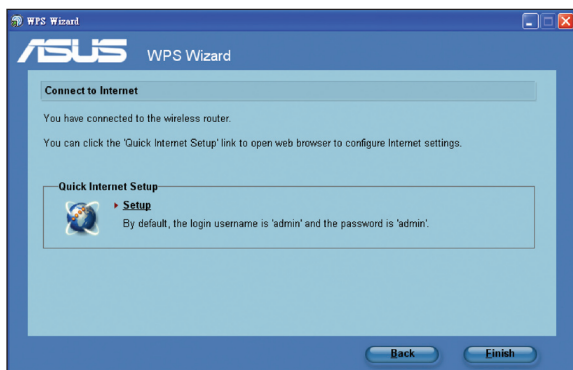 WPS Wizard
ASUS WPS Wizard
Connect to Internet
You have connected to the wireless router.
You can click the 'Quick Internet Setup' link to open web browser to configure Internet settings.
Quick Internet Setup
Setup
By default, the login username is 'admin' and the password is 'admin'.
Back Finish